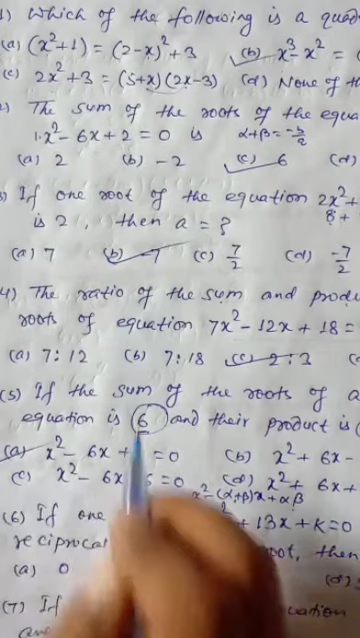 1) Which of the following is a quad
(a) (x²+1) = (2-x)²+3 (b) x³-x² =
(c) 2x²+3 = (5+x)(2x-3) (d) None of th
The sum of the roots of the equa
1.x²-6x+2=0 is α+β=-b/a
(a) 2 (b) -2 (c) 6 (d)
) If one root of the equation 2x²+
is 2, then a = ? 8+
(a) 7 (b) -7 (c) 7/2 (d) -7/2
4) The ratio of the sum and produ
roots of equation 7x²-12x+18=
(a) 7:12 (b) 7:18 (c) 2:3
(5) If the sum of the roots of a
equation is 6 and their product is
(a) x²-6x+ =0 (b) x²+6x-
(c) x²-6x =0 (d) x²+6x+
x²-(α+β)x+αβ
(6) If one +13x+k=0
reciprocal root, then
(a) 0
(7) If